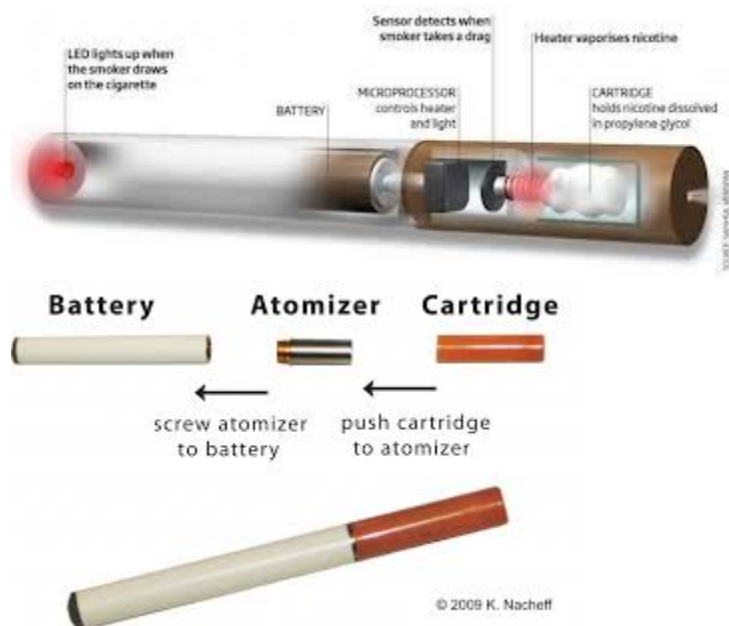 Sensor detects when
smoker takes a drag
LED lights up when
the smoker draws
on the cigarette
Heater vaporises nicotine
BATTERY
MICROPROCESSOR
controls heater
and light
CARTRIDGE
holds nicotine dissolved
in propylene glycol
Battery
Atomizer
Cartridge
screw atomizer
to battery
push cartridge
to atomizer
© 2009 K. Nacheff